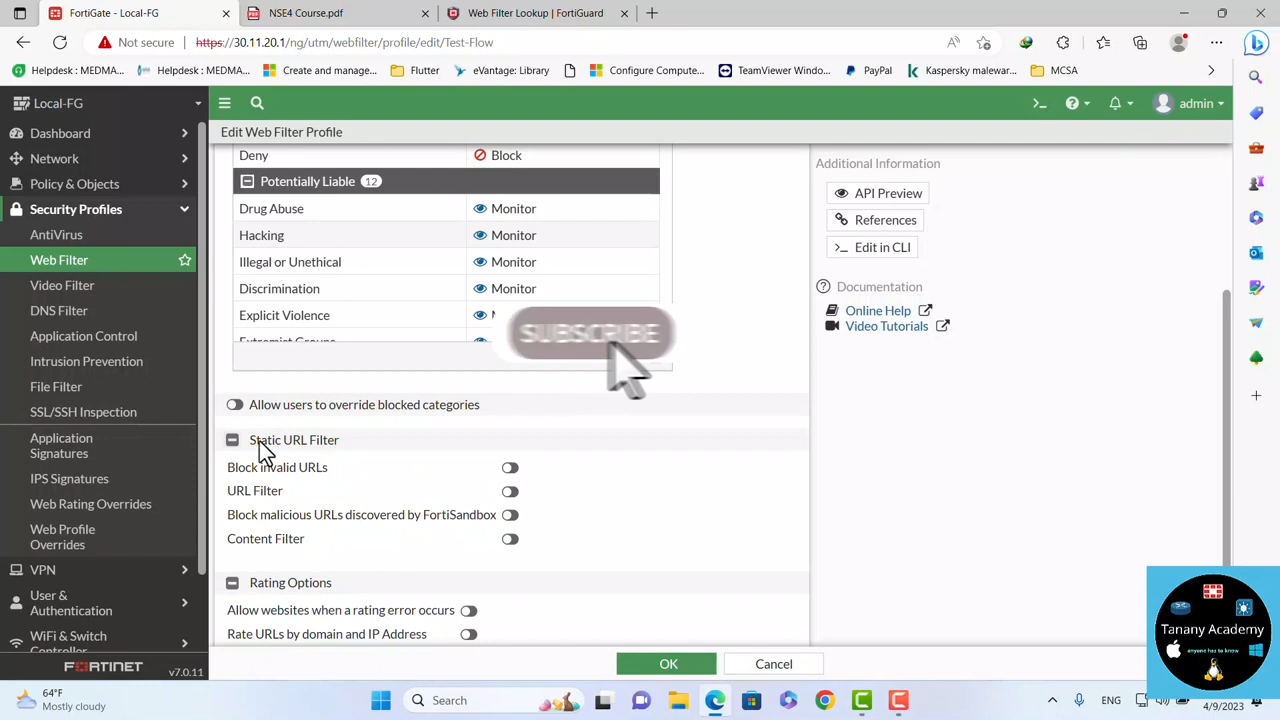 FortiGate - Local-FG
NSE4 Course.pdf
Web Filter Lookup | FortiGuard
Not secure
https://30.11.20.1/ng/utm/webfilter/profile/edit/Test-Flow
Helpdesk : MEDMA...
Helpdesk : MEDMA...
Create and manage...
Flutter
eVantage: Library
Configure Compute...
TeamViewer Windo...
PayPal
Kaspersky malewar...
MCSA
Local-FG
admin
Dashboard
Edit Web Filter Profile
Network
Policy & Objects
Security Profiles
AntiVirus
Web Filter
Video Filter
DNS Filter
Application Control
Intrusion Prevention
File Filter
SSL/SSH Inspection
Application
Signatures
IPS Signatures
Web Rating Overrides
Web Profile
Overrides
VPN
User &
Authentication
WiFi & Switch
FORTINET
v7.0.11
Deny
Block
Potentially Liable 12
Drug Abuse
Monitor
Hacking
Monitor
Illegal or Unethical
Monitor
Discrimination
Monitor
Explicit Violence
SUBSCRIBE
Allow users to override blocked categories
Static URL Filter
Block invalid URLs
URL Filter
Block malicious URLs discovered by FortiSandbox
Content Filter
Rating Options
Allow websites when a rating error occurs
Rate URLs by domain and IP Address
OK
Cancel
Additional Information
API Preview
References
Edit in CLI
Documentation
Online Help
Video Tutorials
Tanany Academy
anyone has to know
64°F
Mostly cloudy
Search
ENG
4/9/2023